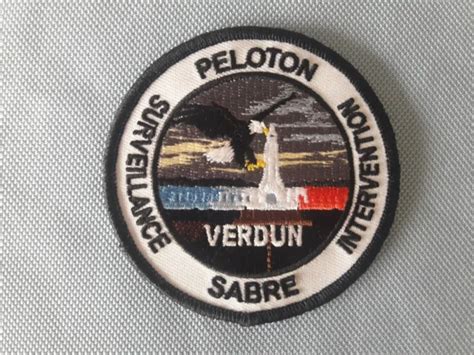 PELOTON
SURVEILLANCE
INTERVENTION
VERDUN
SABRE